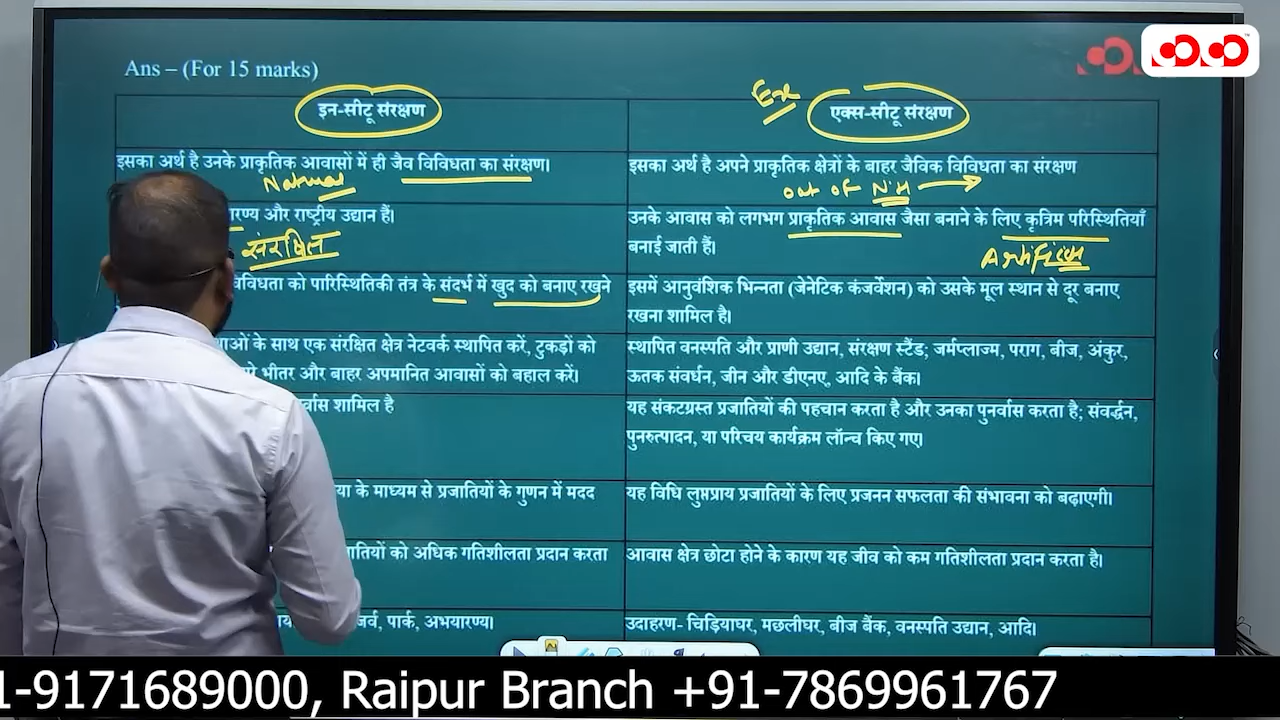 Ans – (For 15 marks)
Ex
इन-सीटू संरक्षण
एक्स-सीटू संरक्षण
इसका अर्थ है उनके प्राकृतिक आवासों में ही जैव विविधता का संरक्षण।
Natural
इसका अर्थ है अपने प्राकृतिक क्षेत्रों के बाहर जैविक विविधता का संरक्षण
out of N.H
और राष्ट्रीय उद्यान हैं।
संरक्षित
उनके आवास को लगभग प्राकृतिक आवास जैसा बनाने के लिए कृत्रिम परिस्थितियाँ
बनाई जाती हैं।
Artificial
को पारिस्थितिकी तंत्र के संदर्भ में खुद को बनाए रखने
इसमें आनुवंशिक भिन्नता (जेनेटिक कंजर्वेशन) को उसके मूल स्थान से दूर बनाए
रखना शामिल है।
के साथ एक संरक्षित क्षेत्र नेटवर्क स्थापित करें, टुकड़ों को
भीतर और बाहर अपमानित आवासों को बहाल करें।
स्थापित वनस्पति और प्राणी उद्यान, संरक्षण स्टैंड; जर्मप्लाज्म, पराग, बीज, अंकुर,
ऊतक संवर्धन, जीन और डीएनए, आदि के बैंक।
शामिल है
यह संकटग्रस्त प्रजातियों की पहचान करता है और उनका पुनर्वास करता है; संवर्द्धन,
पुनरुत्पादन, या परिचय कार्यक्रम लॉन्च किए गए।
के माध्यम से प्रजातियों के गुणन में मदद
यह विधि लुप्तप्राय प्रजातियों के लिए प्रजनन सफलता की संभावना को बढ़ाएगी।
को अधिक गतिशीलता प्रदान करता
आवास क्षेत्र छोटा होने के कारण यह जीव को कम गतिशीलता प्रदान करता है।
पार्क, अभयारण्य।
उदाहरण- चिड़ियाघर, मछलीघर, बीज बैंक, वनस्पति उद्यान, आदि।
1-9171689000, Raipur Branch +91-7869961767